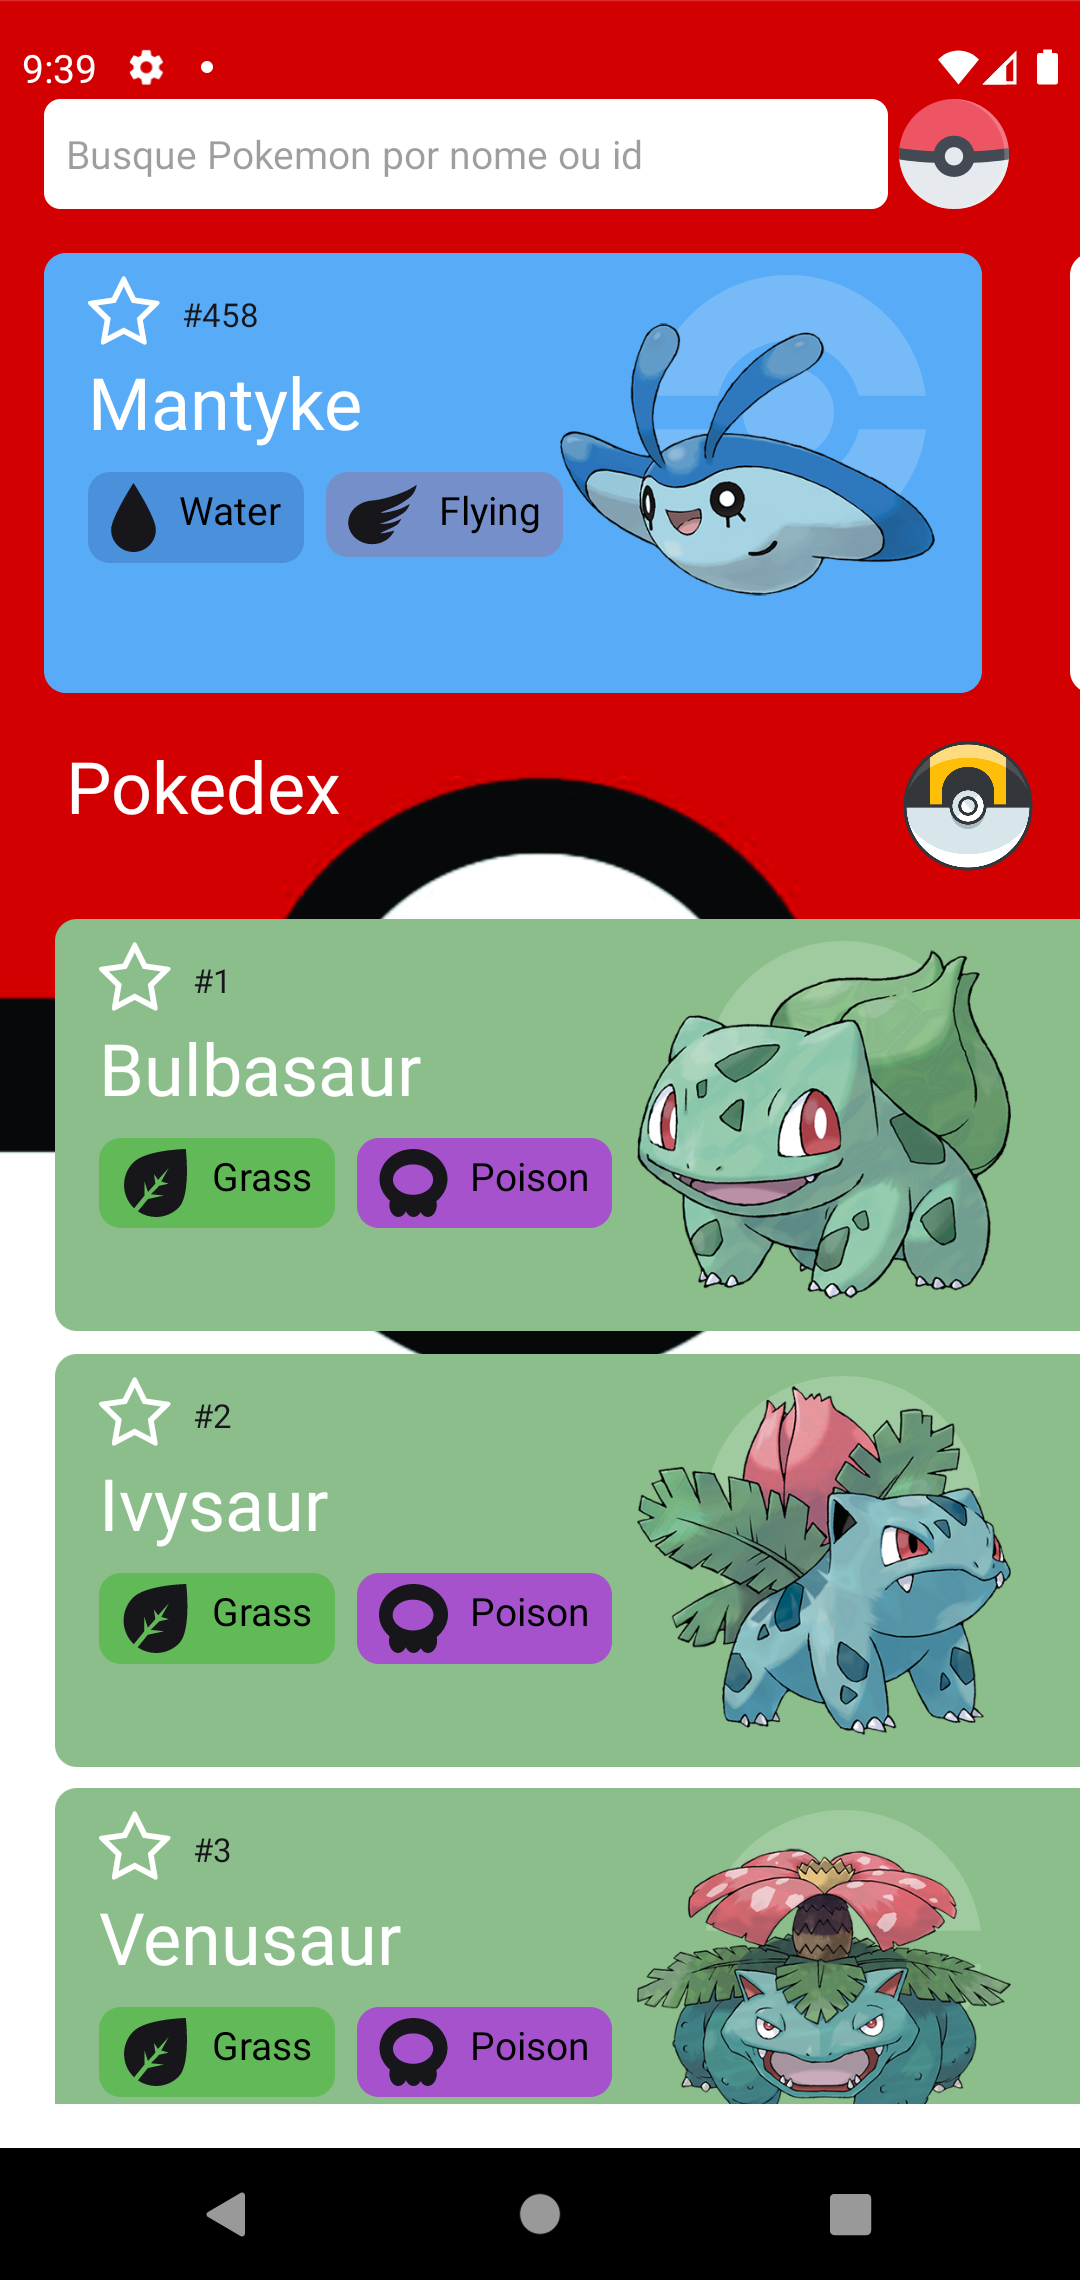 9:39
Busque Pokemon por nome ou id
#458
Mantyke
Water Flying
Pokedex
#1
Bulbasaur
Grass Poison
#2
Ivysaur
Grass Poison
#3
Venusaur
Grass Poison